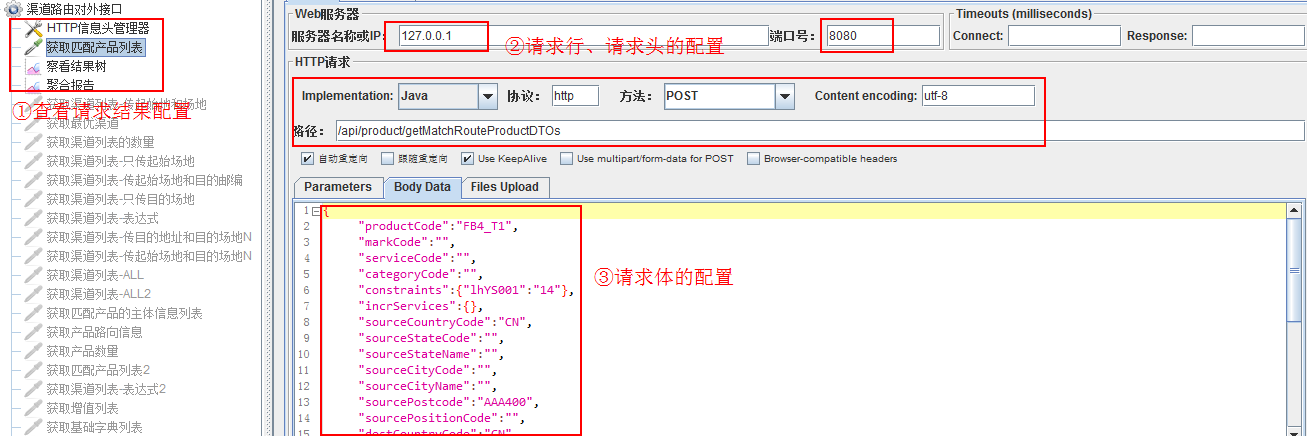 渠道路由对外接口
HTTP信息头管理器
获取匹配产品列表
察看结果树
聚合报告
获取渠道列表-传起始地和场地
①查看请求结果配置
获取最优渠道
获取渠道列表的数量
获取渠道列表-只传起始场地
获取渠道列表-传起始场地和目的邮编
获取渠道列表-只传目的场地
获取渠道列表-表达式
获取渠道列表-传目的地址和目的场地N
获取渠道列表-传起始场地和目的场地N
获取渠道列表-ALL
获取渠道列表-ALL2
获取匹配产品的主体信息列表
获取产品路向信息
获取产品数量
获取匹配产品列表2
获取渠道列表-表达式2
获取增值列表
获取基础字典列表
Web服务器
服务器名称或IP： 127.0.0.1 端口号： 8080
②请求行、请求头的配置
Timeouts (milliseconds)
Connect: Response:
HTTP请求
Implementation: Java 协议： http 方法： POST Content encoding: utf-8
路径： /api/product/getMatchRouteProductDTOs
自动重定向 跟随重定向 Use KeepAlive Use multipart/form-data for POST Browser-compatible headers
Parameters Body Data Files Upload
1 {
2 "productCode":"FB4_T1",
3 "markCode":"",
4 "serviceCode":"",
5 "categoryCode":"",
6 "constraints":{"lhYS001":"14"},
7 "incrServices":{},
8 "sourceCountryCode":"CN",
9 "sourceStateCode":"",
10 "sourceStateName":"",
11 "sourceCityCode":"",
12 "sourceCityName":"",
13 "sourcePostcode":"AAA400",
14 "sourcePositionCode":"",
15 "destCountryCode":"CN",
③请求体的配置